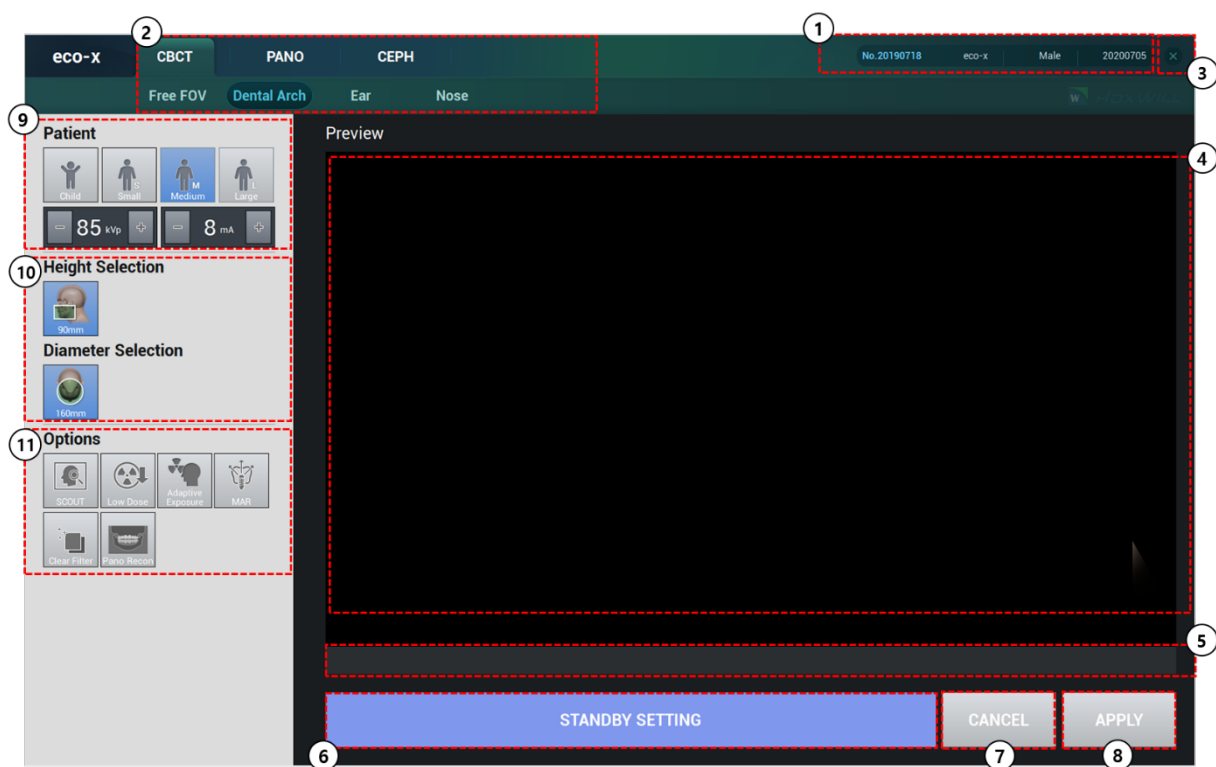 1
2
eco-x CBCT PANO CEPH No.20190718 eco-x Male 20200705
3
Free FOV Dental Arch Ear Nose W HDXWILL
9
Patient Preview
4
Child S Small M Medium L Large
− 85 kVp + − 8 mA +
10
Height Selection
90mm
Diameter Selection
160mm
11
Options
SCOUT Low Dose Adaptive Exposure MAR
Clear Filter Pano Recon
5
STANDBY SETTING CANCEL APPLY
6 7 8